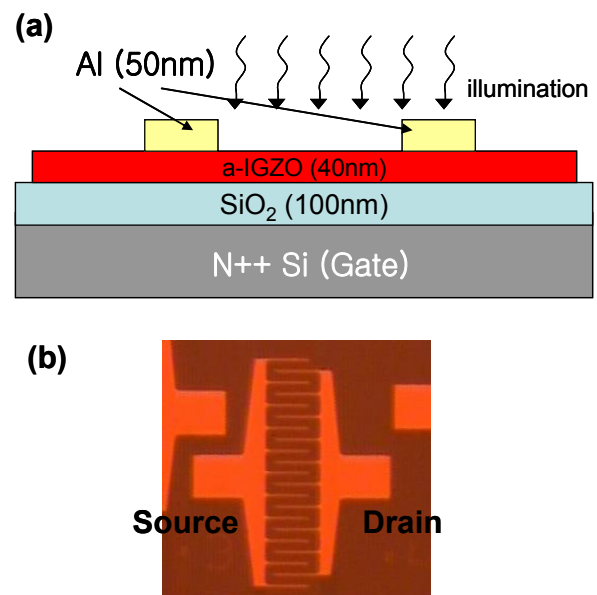 (a)
Al (50nm)
illumination
a-IGZO (40nm)
SiO₂ (100nm)
N++ Si (Gate)
(b)
Source
Drain